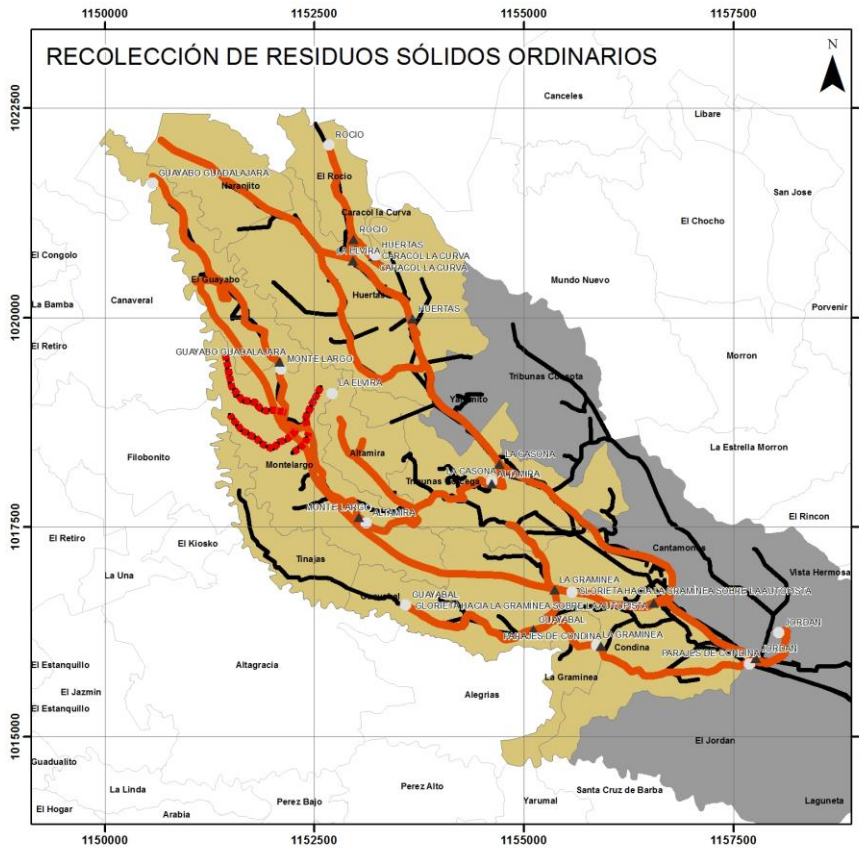 1150000 1152500 1155000 1157500
RECOLECCIÓN DE RESIDUOS SÓLIDOS ORDINARIOS
N
Canceles
1022500
Libare
ROCIO
GUAYABO GUADALAJARA
El Rocio
Naranjito
San Jose
Caracol la Curva
El Chocho
ROCIO
HUERTAS
LA ELVIRA
CARACOL LA CURVA
CARACOL LA CURVA
El Congolo
Mundo Nuevo
El Guayabo
Huertas
Canaveral
La Bamba
Porvenir
1020000
HUERTAS
El Retiro
GUAYABO GUADALAJARA
MONTE LARGO
Tribunas Corsota
Morron
LA ELVIRA
Yarumito
La Estrella Morron
LA CASONA
Filobonito
Altamira
Montelargo
LA CASONA
ALTAMIRA
Tribunas Corcega
MONTE LARGO
ALTAMIRA
El Rincon
1017500
El Retiro
El Kiosko
Cantamonos
Tinajas
La Una
Vista Hermosa
LA GRAMINEA
GUAYABAL
GLORIETA HACIA LA GRAMÍNEA SOBRE LA AUTOPISTA
GLORIETA HACIA LA GRAMÍNEA SOBRE LA AUTOPISTA
GUAYABAL
JORDAN
PARAJES DE CONDINA
LA GRAMINEA
Condina
PARAJES DE CONDINA
JORDAN
Altagracia
El Estanquillo
La Graminea
El Jazmin
Alegrias
El Estanquillo
1015000
El Jordan
Guadualito
La Linda
Perez Alto
Santa Cruz de Barba
Perez Bajo
Yarumal
Laguneta
El Hogar
Arabia
1150000 1152500 1155000 1157500